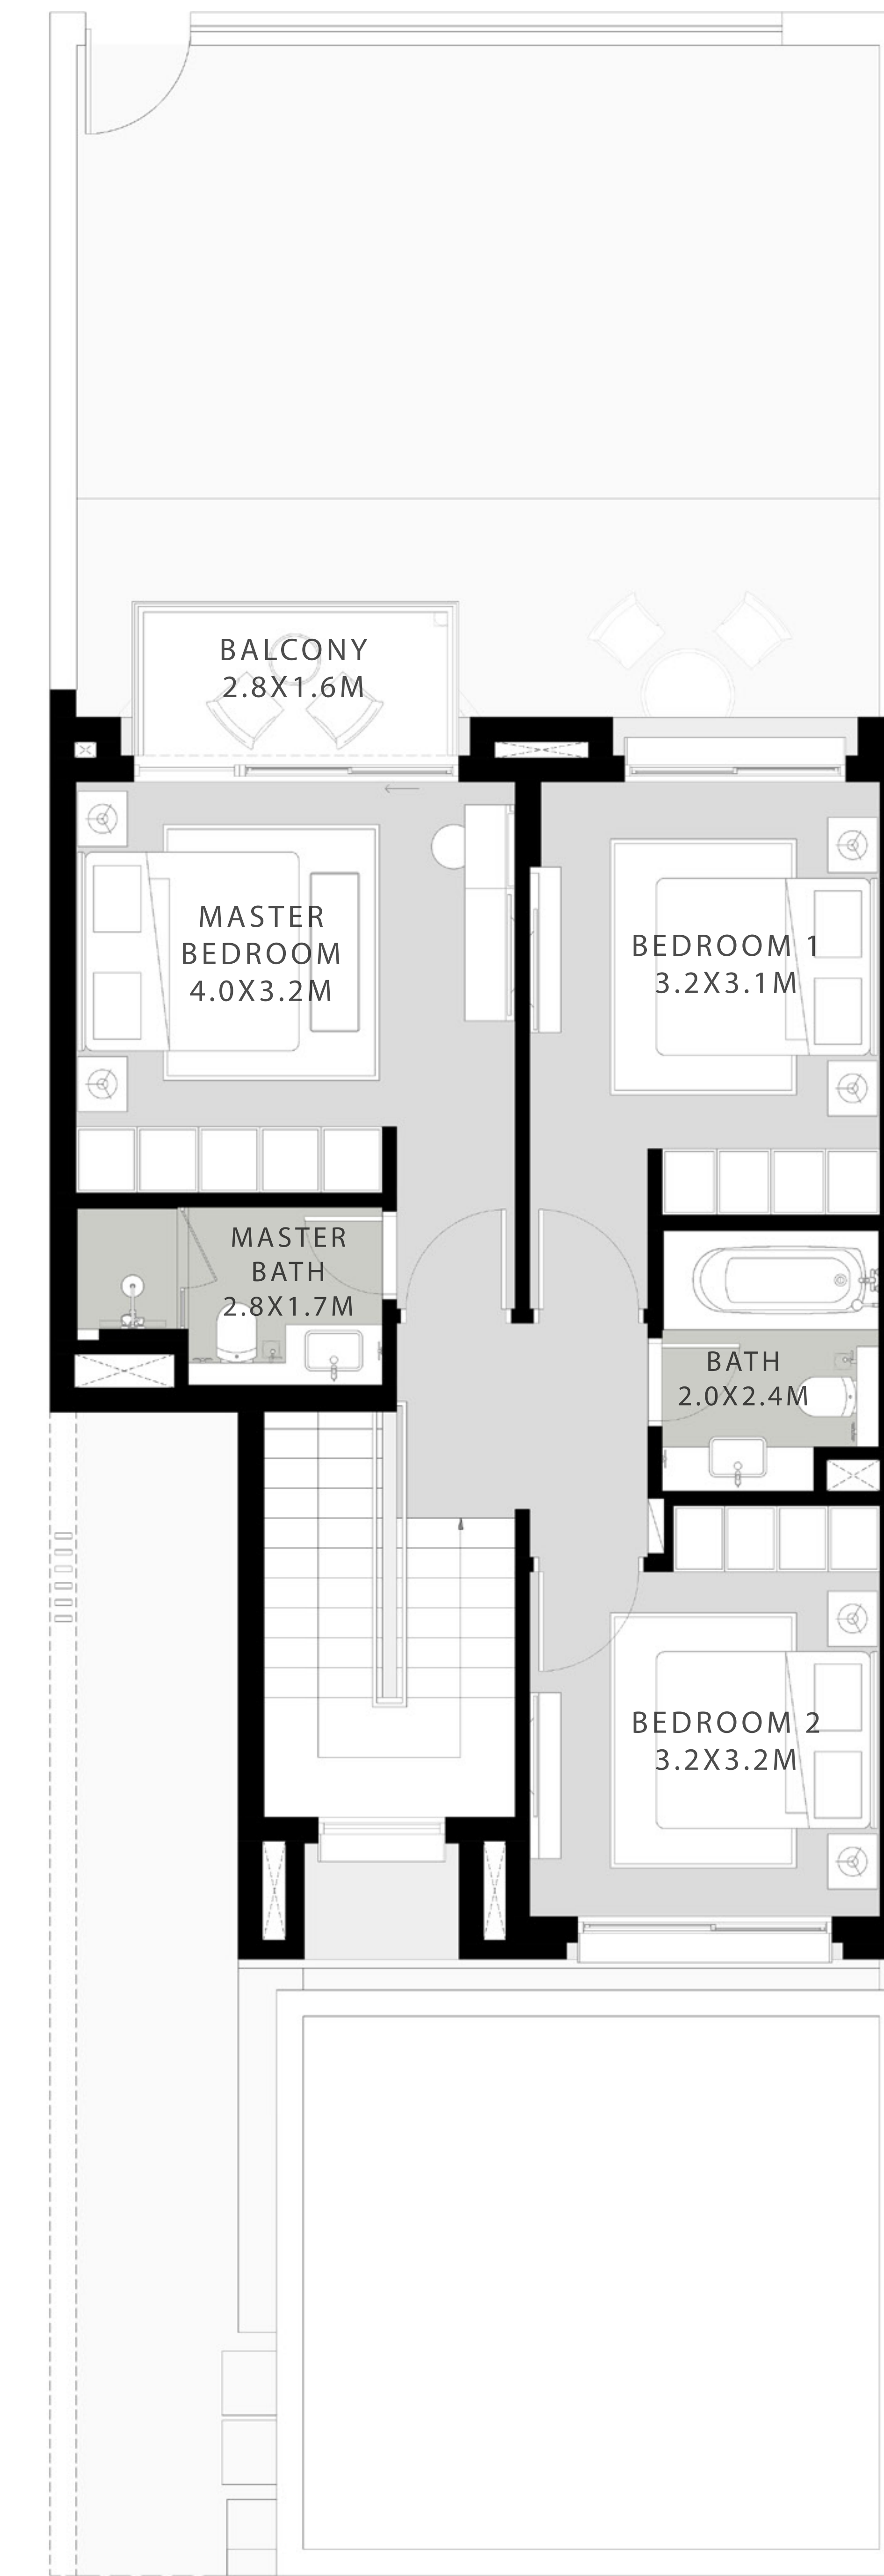 BALCONY
2.8X1.6M
MASTER
BEDROOM
4.0X3.2M
BEDROOM 1
3.2X3.1M
MASTER
BATH
2.8X1.7M
BATH
2.0X2.4M
BEDROOM 2
3.2X3.2M